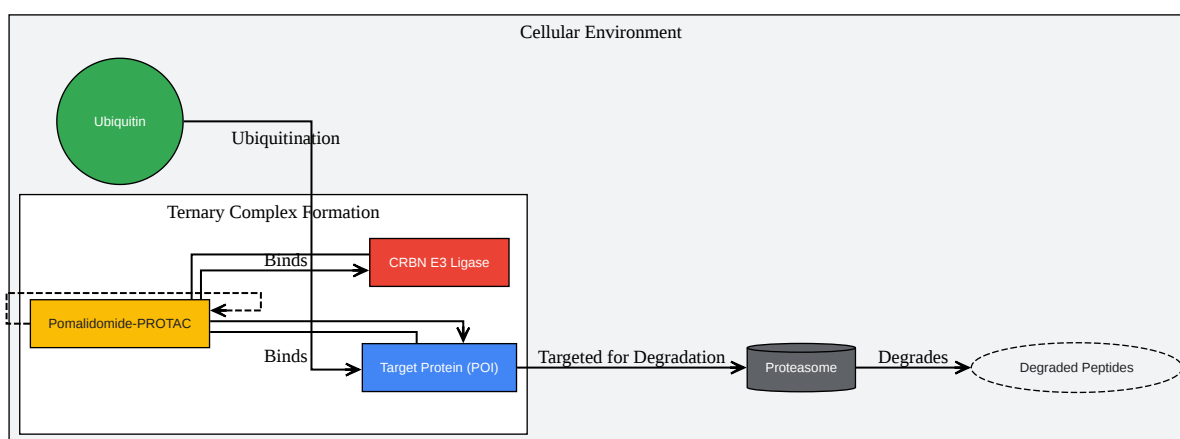 Cellular Environment
Ubiquitin
Ubiquitination
Ternary Complex Formation
Binds
CRBN E3 Ligase
Pomalidomide-PROTAC
Binds
Target Protein (POI)
Targeted for Degradation
Proteasome
Degrades
Degraded Peptides